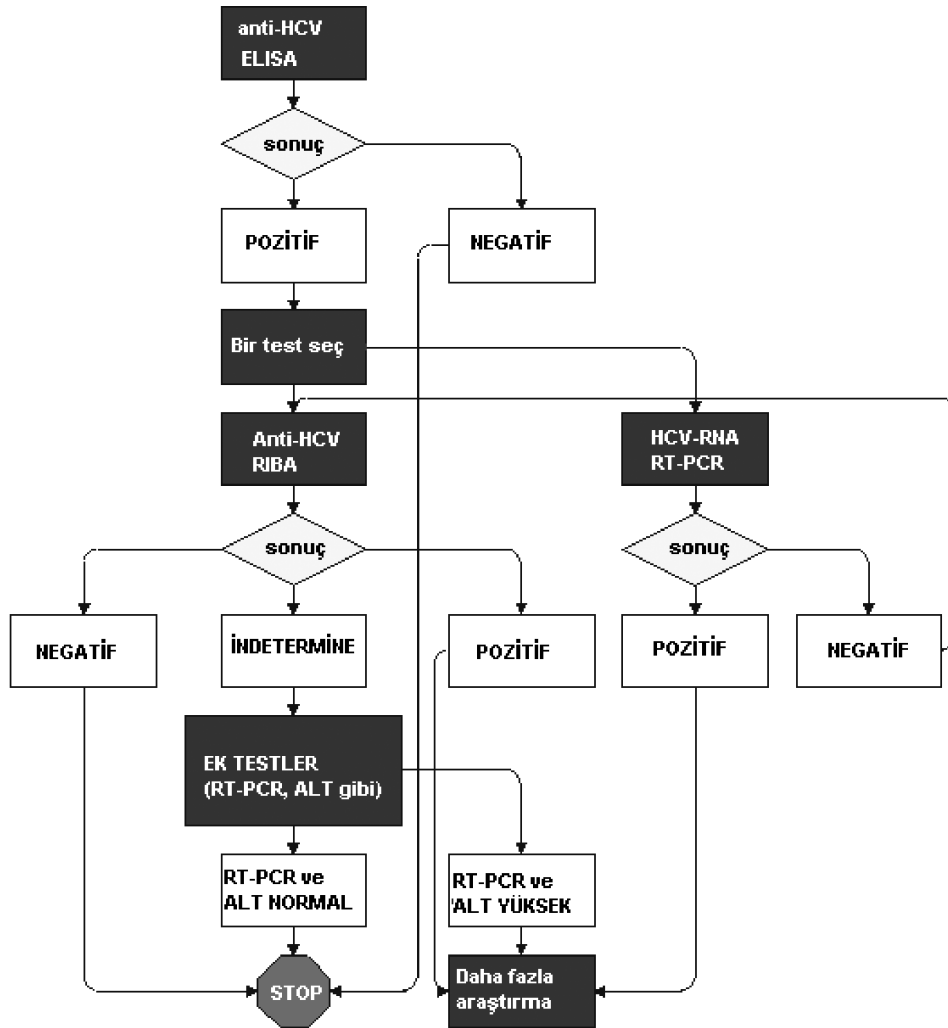 anti-HCV
ELISA
sonuç
POZİTİF
NEGATİF
Bir test seç
Anti-HCV
RIBA
HCV-RNA
RT-PCR
sonuç
sonuç
NEGATİF
İNDETERMİNE
POZİTİF
POZİTİF
NEGATİF
EK TESTLER
(RT-PCR, ALT gibi)
RT-PCR ve
ALT NORMAL
RT-PCR ve
ALT YÜKSEK
STOP
Daha fazla
araştırma